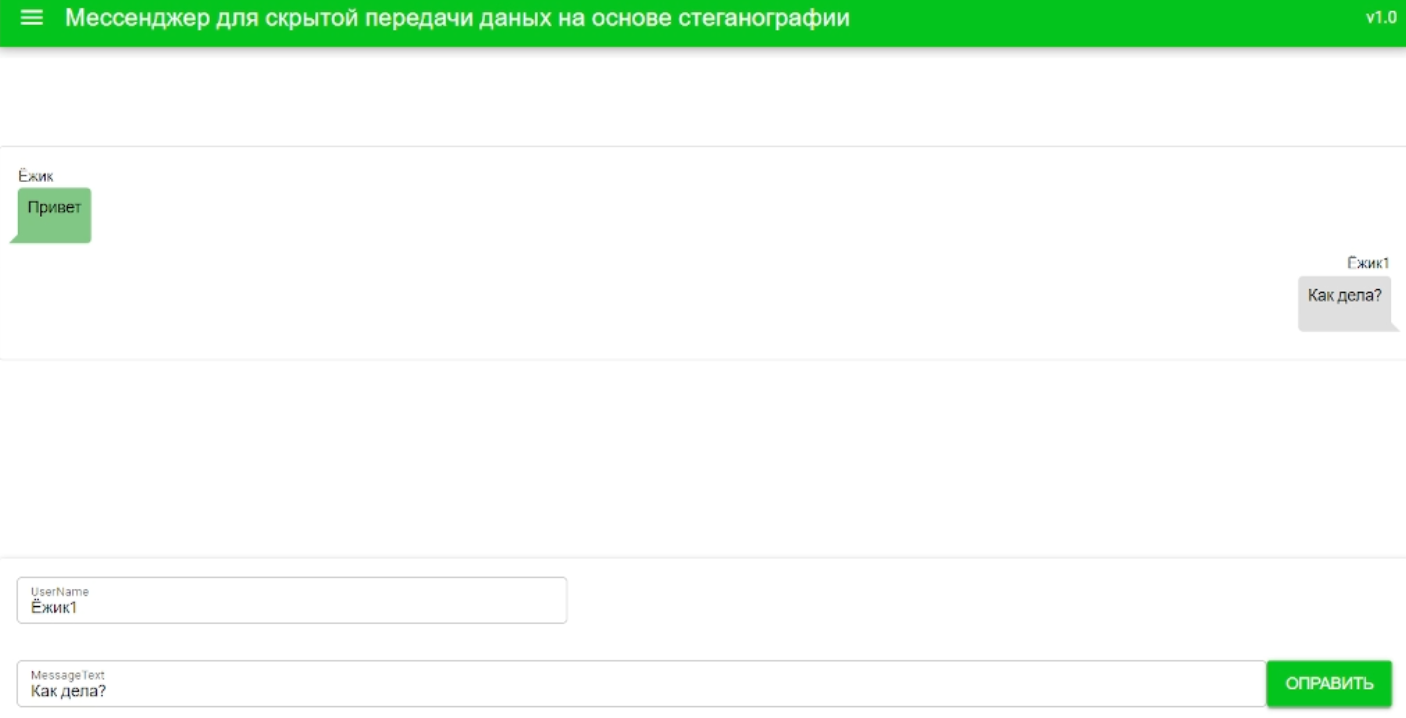 Мессенджер для скрытой передачи даных на основе стеганографии
v1.0
Ёжик
Привет
Ёжик1
Как дела?
UserName
Ёжик1
MessageText
Как дела?
ОПРАВИТЬ